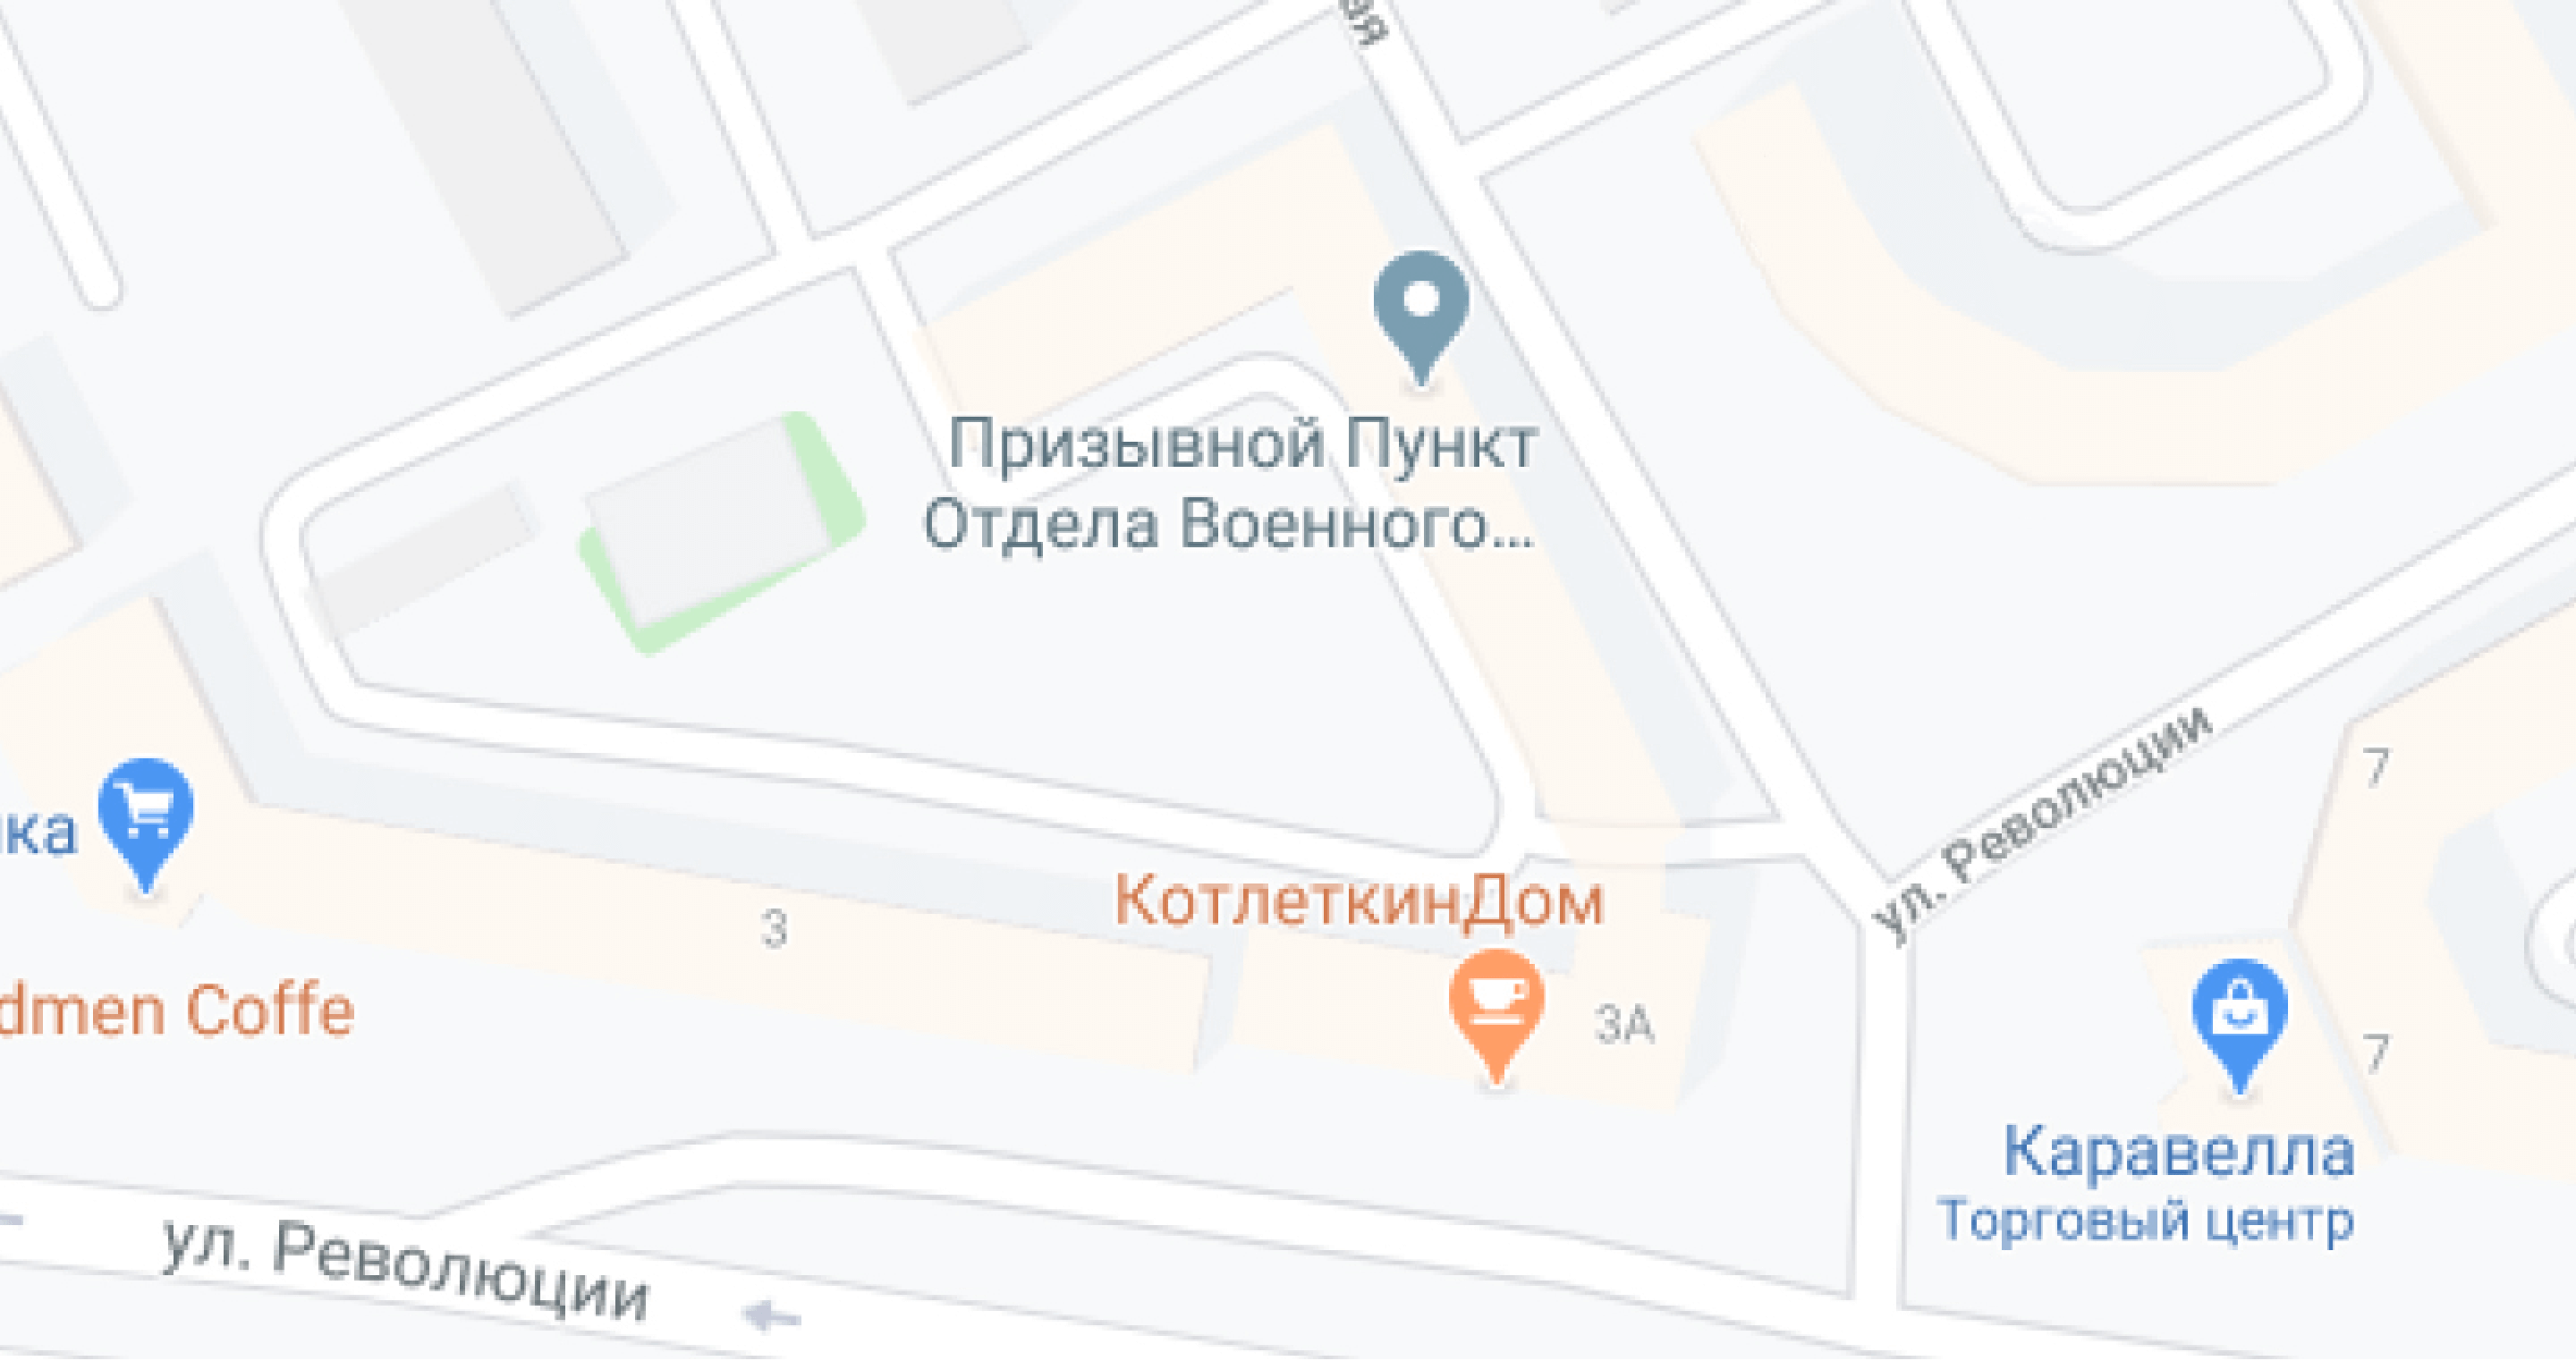 ая
Призывной Пункт
Отдела Военного...
ул. Революции
7
ка
КотлеткинДом
3
dmen Coffe
3А
7
Каравелла
Торговый центр
ул. Революции